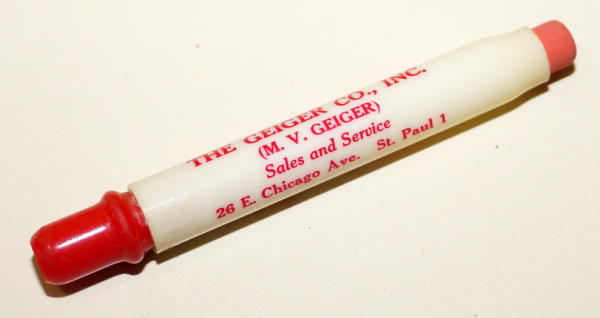 THE GEIGER CO., INC.
(M. V. GEIGER)
Sales and Service
26 E. Chicago Ave. St. Paul 1